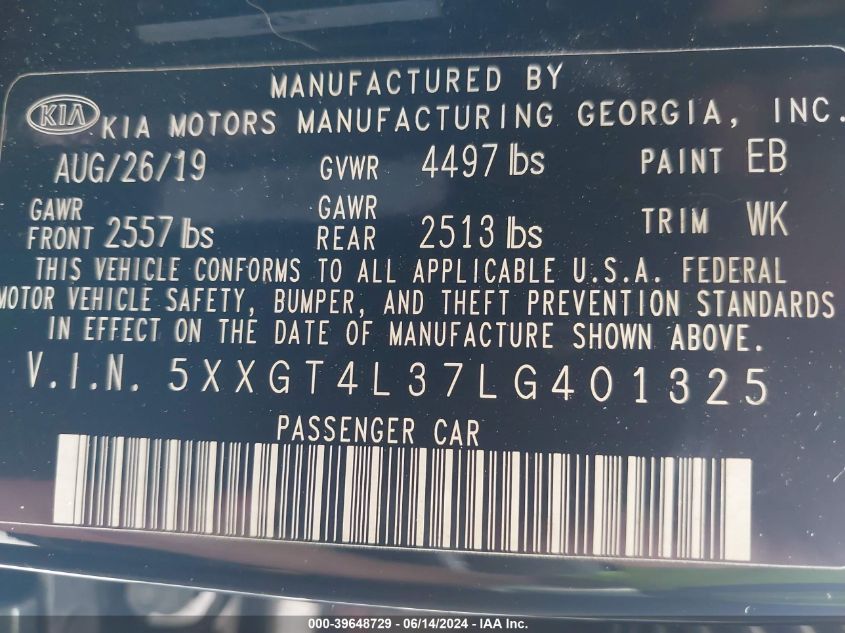 MANUFACTURED BY
KIA KIA MOTORS MANUFACTURING GEORGIA, INC.
AUG/26/19 GVWR 4497 lbs PAINT EB
GAWR FRONT 2557 lbs GAWR REAR 2513 lbs TRIM WK
THIS VEHICLE CONFORMS TO ALL APPLICABLE U.S.A. FEDERAL
MOTOR VEHICLE SAFETY, BUMPER, AND THEFT PREVENTION STANDARDS
IN EFFECT ON THE DATE OF MANUFACTURE SHOWN ABOVE.
V.I.N. 5XXGT4L37LG401325
PASSENGER CAR
000-39648729 - 06/14/2024 - IAA Inc.